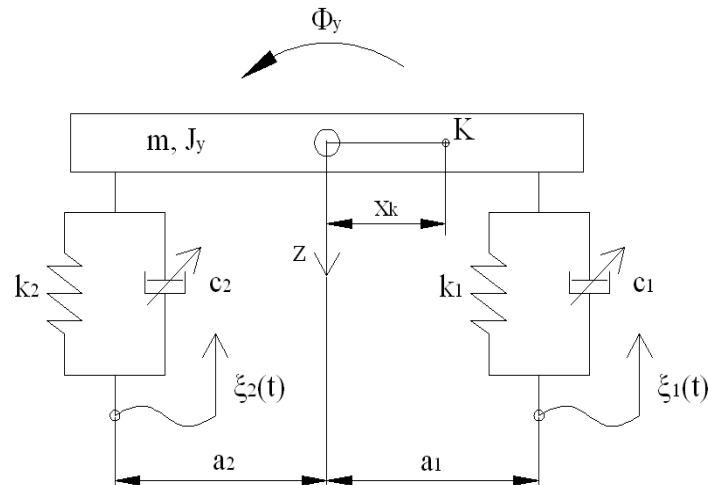 Φy
m, Jy
K
xk
z
k2
c2
k1
c1
ξ2(t)
ξ1(t)
a2
a1